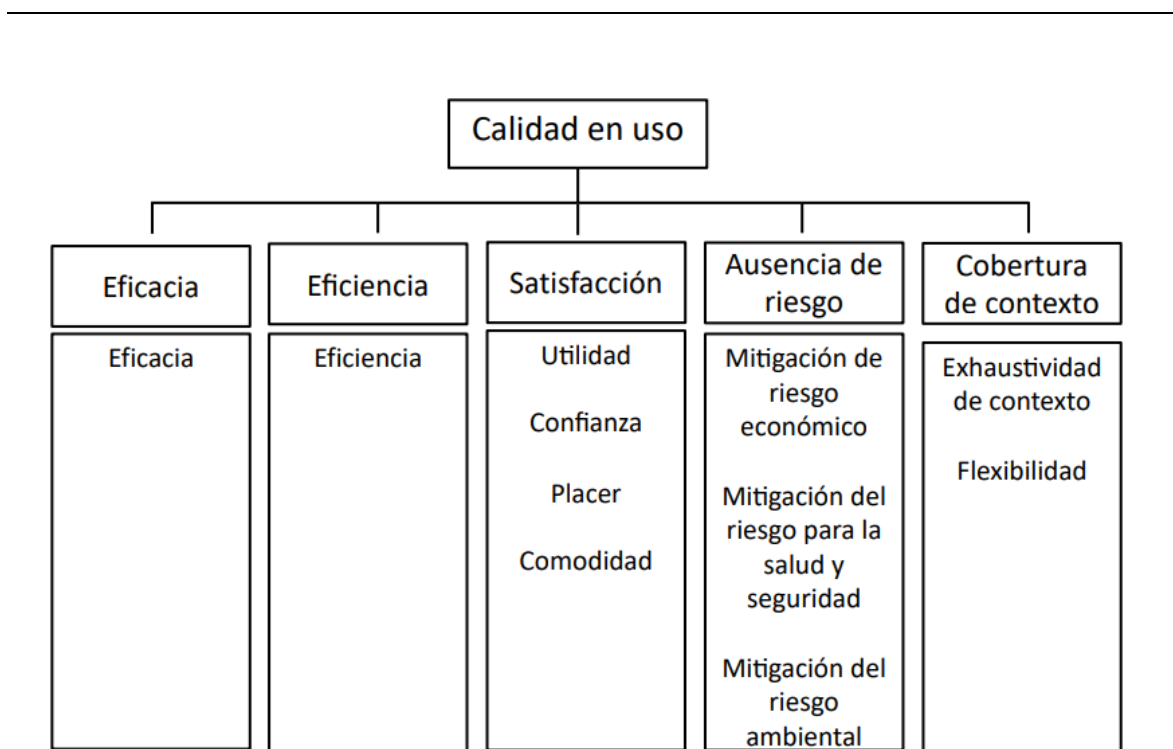 Calidad en uso
Eficacia
Eficiencia
Satisfacción
Ausencia de
riesgo
Cobertura
de contexto
Eficacia
Eficiencia
Utilidad
Confianza
Placer
Comodidad
Mitigación de
riesgo
económico
Mitigación del
riesgo para la
salud y
seguridad
Mitigación del
riesgo
ambiental
Exhaustividad
de contexto
Flexibilidad